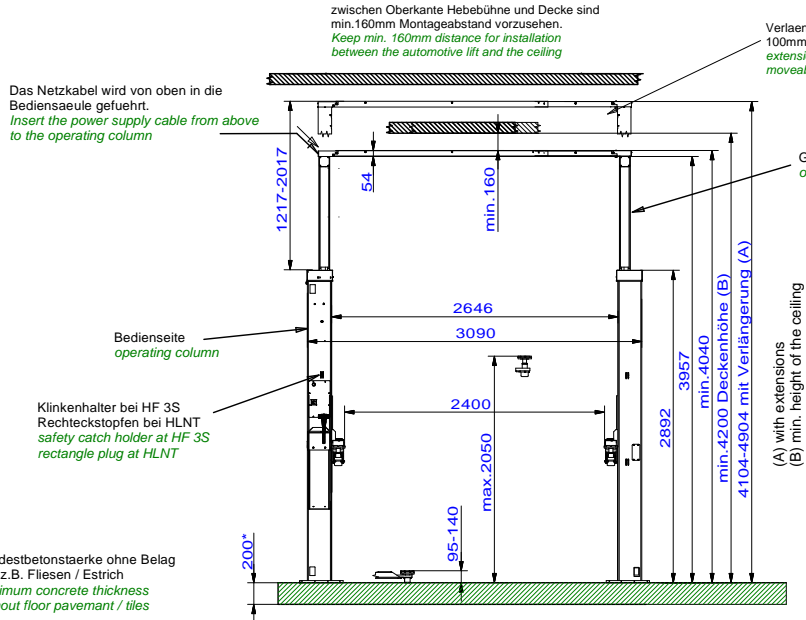 zwischen Oberkante Hebebühne und Decke sind
min.160mm Montageabstand vorzusehen.
Keep min. 160mm distance for installation
between the automotive lift and the ceiling
Verlaen
100mm
extensi
moveab
Das Netzkabel wird von oben in die
Bediensaeule gefuehrt.
Insert the power supply cable from above
to the operating column
1217-2017
54
min.160
G
o
2646
3090
Bedienseite
operating column
Klinkenhalter bei HF 3S
Rechteckstopfen bei HLNT
safety catch holder at HF 3S
rectangle plug at HLNT
2400
max.2050
95-140
2892
3957
min.4040
min.4200 Deckenhöhe (B)
4104-4904 mit Verlängerung (A)
(A) with extensions
(B) min. height of the ceiling
200*
destbetonstaerke ohne Belag
z.B. Fliesen / Estrich
imum concrete thickness
out floor pavemant / tiles